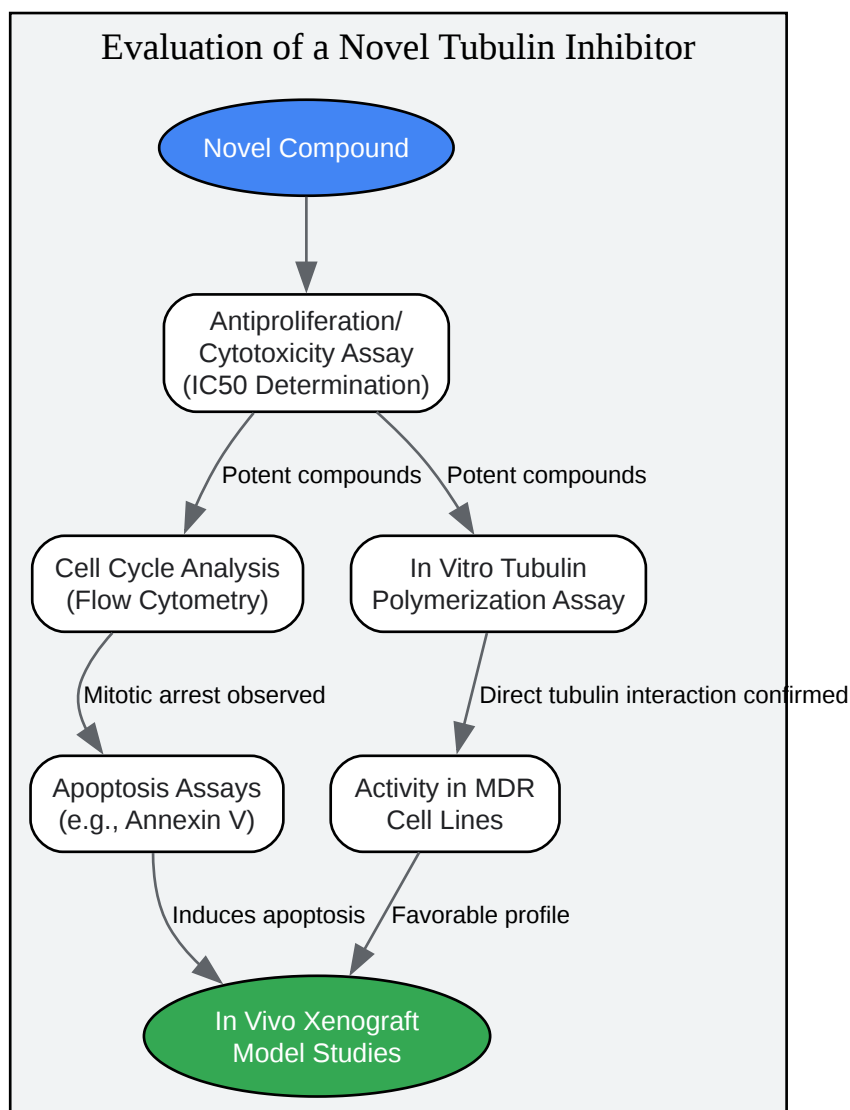 Evaluation of a Novel Tubulin Inhibitor
Novel Compound
Antiproliferation/
Cytotoxicity Assay
(IC50 Determination)
Potent compounds
Potent compounds
Cell Cycle Analysis
(Flow Cytometry)
In Vitro Tubulin
Polymerization Assay
Mitotic arrest observed
Direct tubulin interaction confirmed
Apoptosis Assays
(e.g., Annexin V)
Activity in MDR
Cell Lines
Induces apoptosis
Favorable profile
In Vivo Xenograft
Model Studies